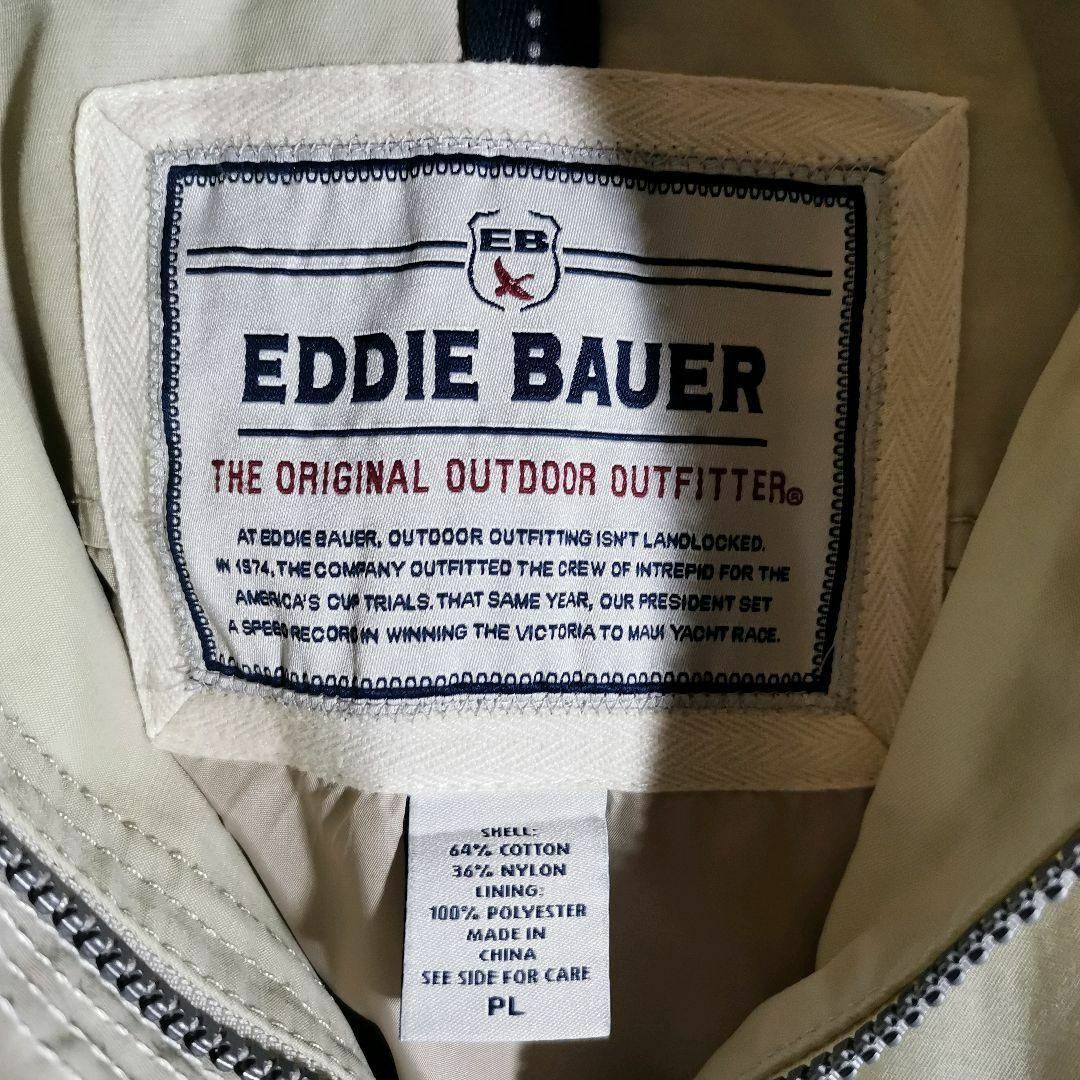 EB
EDDIE BAUER
THE ORIGINAL OUTDOOR OUTFITTER®
AT EDDIE BAUER, OUTDOOR OUTFITTING ISN'T LANDLOCKED.
IN 1974, THE COMPANY OUTFITTED THE CREW OF INTREPID FOR THE
AMERICA'S CUP TRIALS. THAT SAME YEAR, OUR PRESIDENT SET
A SPEED RECORD IN WINNING THE VICTORIA TO MAUI YACHT RACE.
SHELL:
64% COTTON
36% NYLON
LINING:
100% POLYESTER
MADE IN
CHINA
SEE SIDE FOR CARE
PL